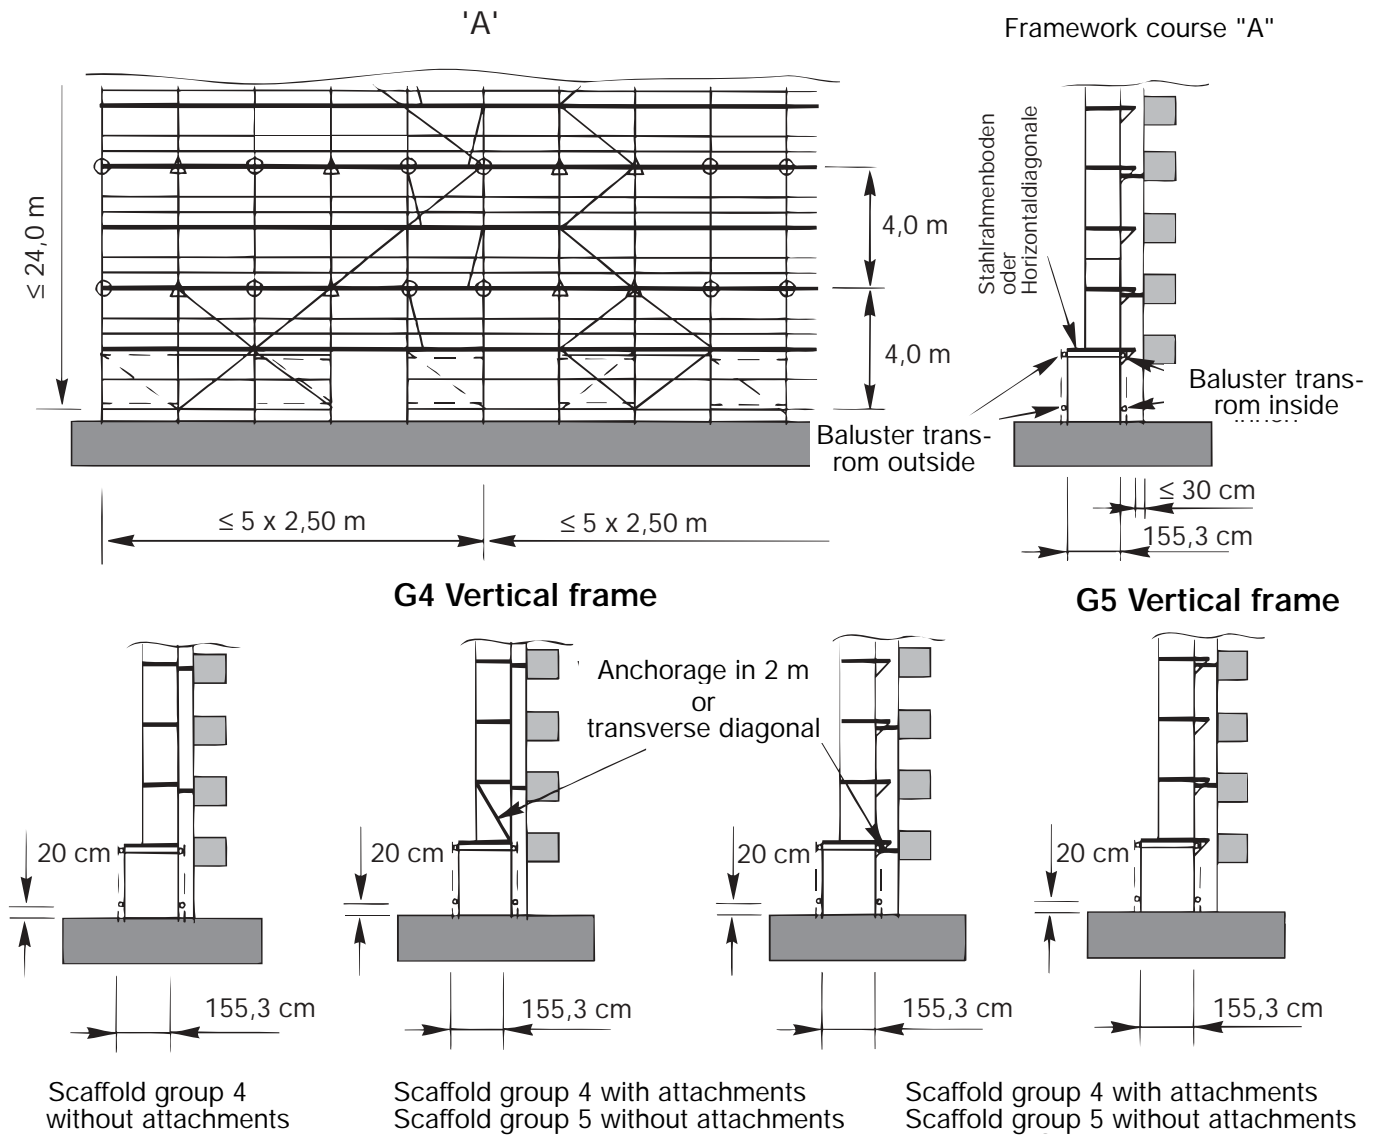 'A'
Framework course "A"
≤ 24,0 m
4,0 m
4,0 m
Stahlrahmenboden
oder
Horizontaldiagonale
Baluster trans-
rom inside
Baluster trans-
rom outside
≤ 30 cm
155,3 cm
≤ 5 x 2,50 m
≤ 5 x 2,50 m
G4 Vertical frame
G5 Vertical frame
Anchorage in 2 m
or
transverse diagonal
20 cm
20 cm
20 cm
20 cm
155,3 cm
155,3 cm
155,3 cm
155,3 cm
Scaffold group 4
without attachments
Scaffold group 4 with attachments
Scaffold group 5 without attachments
Scaffold group 4 with attachments
Scaffold group 5 without attachments